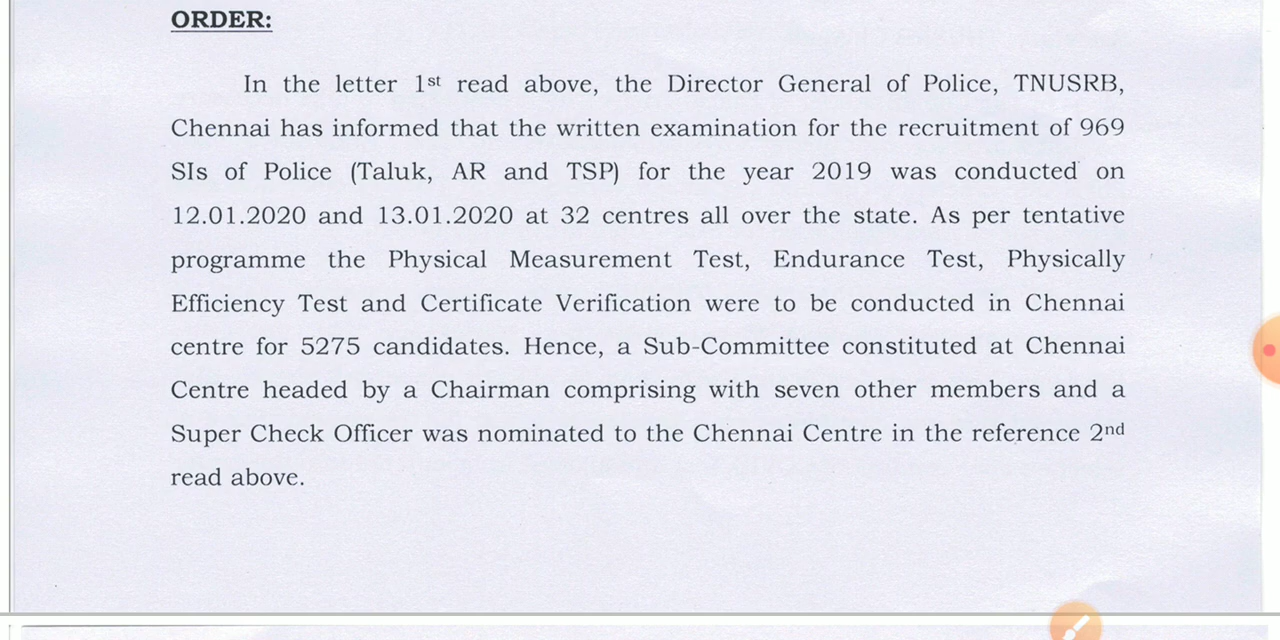 ORDER:
In the letter 1st read above, the Director General of Police, TNUSRB,
Chennai has informed that the written examination for the recruitment of 969
SIs of Police (Taluk, AR and TSP) for the year 2019 was conducted on
12.01.2020 and 13.01.2020 at 32 centres all over the state. As per tentative
programme the Physical Measurement Test, Endurance Test, Physically
Efficiency Test and Certificate Verification were to be conducted in Chennai
centre for 5275 candidates. Hence, a Sub-Committee constituted at Chennai
Centre headed by a Chairman comprising with seven other members and a
Super Check Officer was nominated to the Chennai Centre in the reference 2nd
read above.